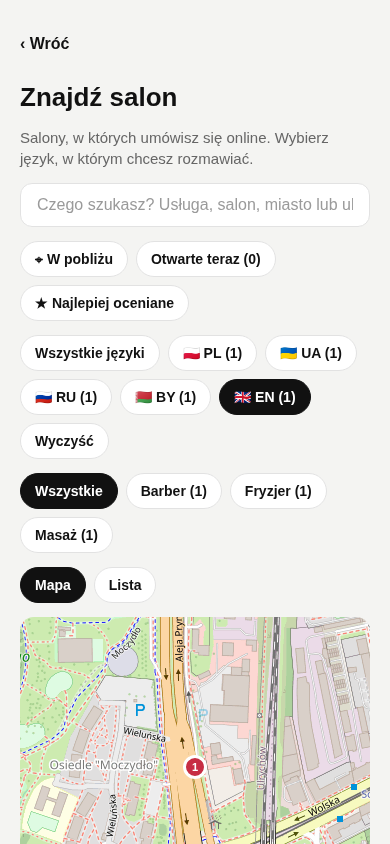 ‹ Wróć
Znajdź salon
Salony, w których umówisz się online. Wybierz
język, w którym chcesz rozmawiać.
Czego szukasz? Usługa, salon, miasto lub ul
⌖ W pobliżu
Otwarte teraz (0)
★ Najlepiej oceniane
Wszystkie języki
🇵🇱 PL (1)
🇺🇦 UA (1)
🇷🇺 RU (1)
🇧🇾 BY (1)
🇬🇧 EN (1)
Wyczyść
Wszystkie
Barber (1)
Fryzjer (1)
Masaż (1)
Mapa
Lista
Moczydło
Aleja Pry
P
P
Wieluńska
Osiedle "Moczydło"
1
Ulrychów
Wieluńska
Wolska